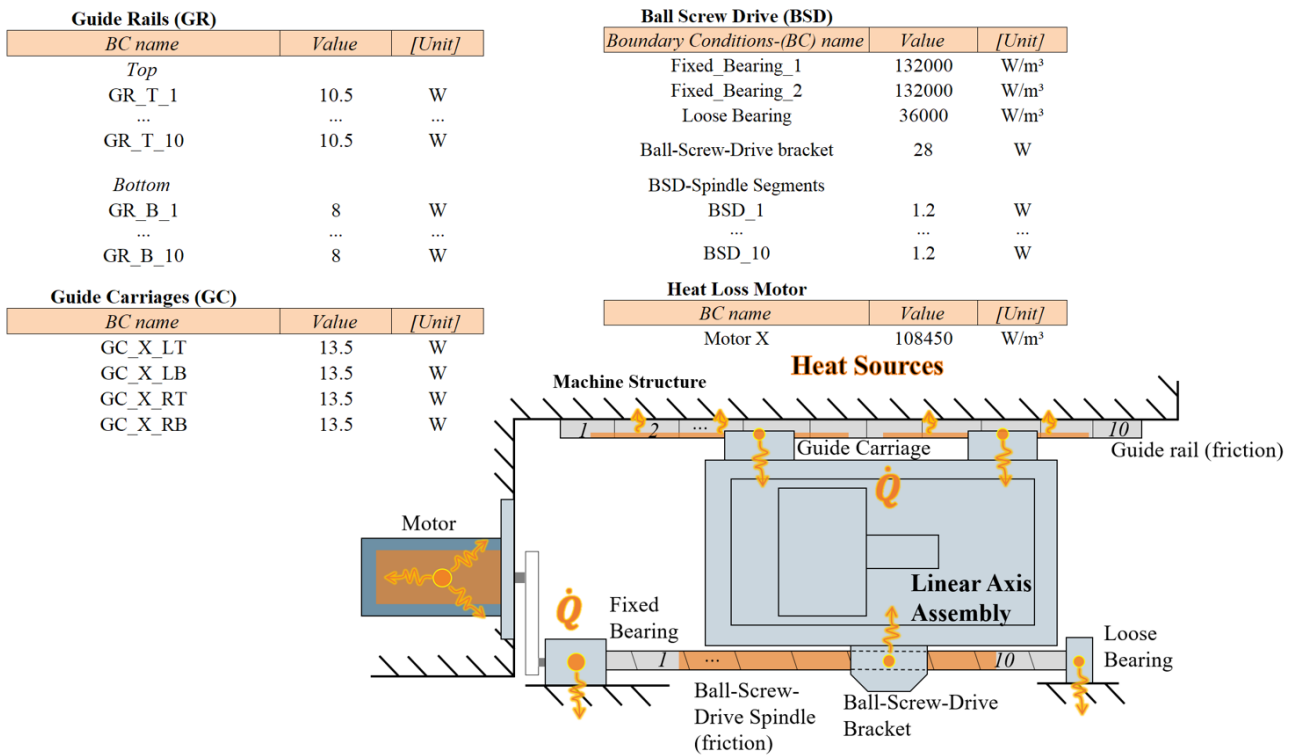 Guide Rails (GR)
BC name Value [Unit]
Top
GR_T_1 10.5 W
... ... ...
GR_T_10 10.5 W
Bottom
GR_B_1 8 W
... ... ...
GR_B_10 8 W
Guide Carriages (GC)
BC name Value [Unit]
GC_X_LT 13.5 W
GC_X_LB 13.5 W
GC_X_RT 13.5 W
GC_X_RB 13.5 W
Ball Screw Drive (BSD)
Boundary Conditions-(BC) name Value [Unit]
Fixed_Bearing_1 132000 W/m³
Fixed_Bearing_2 132000 W/m³
Loose Bearing 36000 W/m³
Ball-Screw-Drive bracket 28 W
BSD-Spindle Segments
BSD_1 1.2 W
... ... ...
BSD_10 1.2 W
Heat Loss Motor
BC name Value [Unit]
Motor X 108450 W/m³
Heat Sources
Machine Structure
1 2 ... 10
Guide Carriage
Guide rail (friction)
Q̇
Motor
Linear Axis
Assembly
Q̇
Fixed
Bearing
Loose
Bearing
1 ... 10
Ball-Screw-
Drive Spindle
(friction)
Ball-Screw-Drive
Bracket